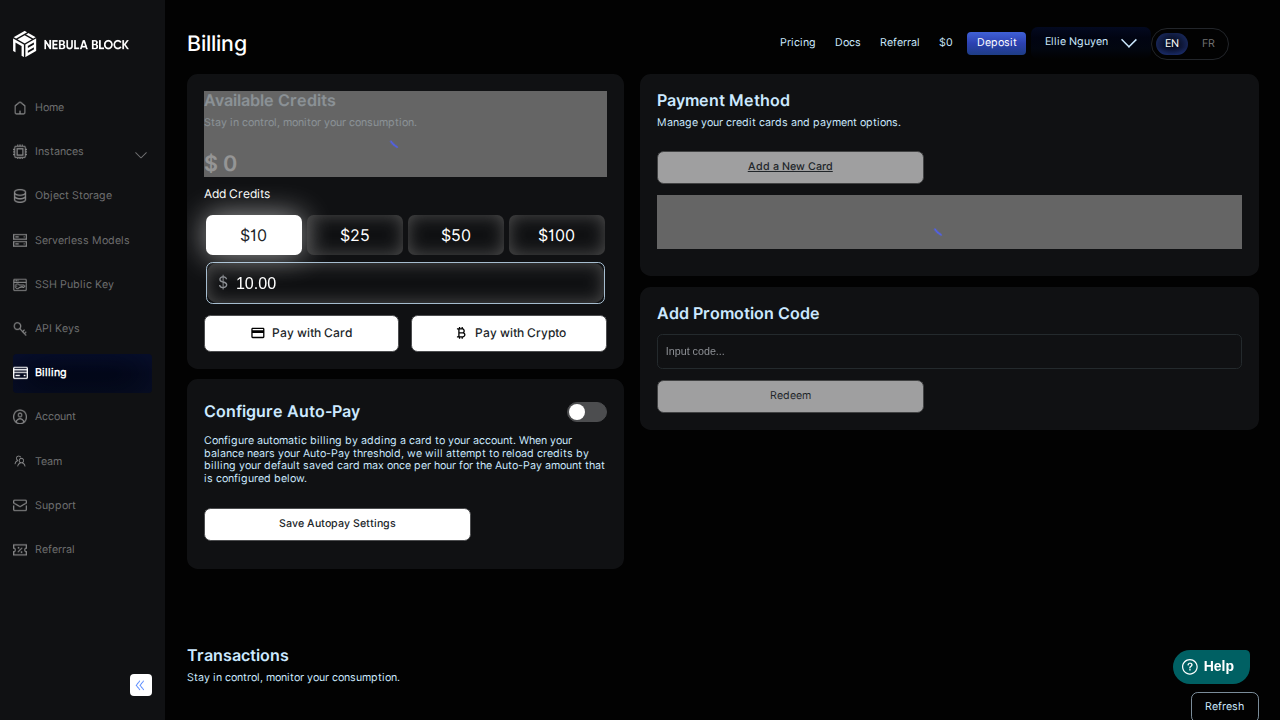 NEBULA BLOCK
Home
Instances
Object Storage
Serverless Models
SSH Public Key
API Keys
Billing
Account
Team
Support
Referral
Billing
Pricing
Docs
Referral
$0
Deposit
Ellie Nguyen
EN
FR
Available Credits
Stay in control, monitor your consumption.
$ 0
Add Credits
$10
$25
$50
$100
$ 10.00
Pay with Card
Pay with Crypto
Configure Auto-Pay
Configure automatic billing by adding a card to your account. When your
balance nears your Auto-Pay threshold, we will attempt to reload credits by
billing your default saved card max once per hour for the Auto-Pay amount that
is configured below.
Save Autopay Settings
Payment Method
Manage your credit cards and payment options.
Add a New Card
Add Promotion Code
Input code...
Redeem
Transactions
Stay in control, monitor your consumption.
Help
Refresh